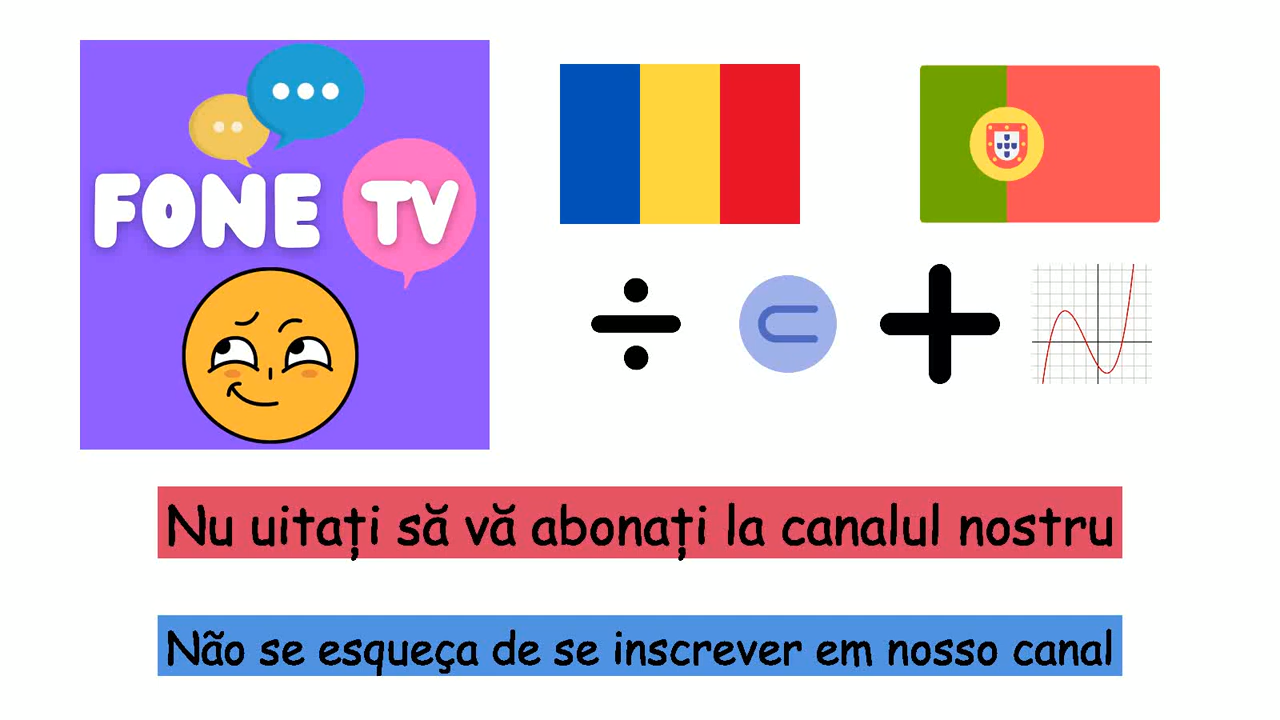 FONE TV
Nu uitați să vă abonați la canalul nostru
Não se esqueça de se inscrever em nosso canal